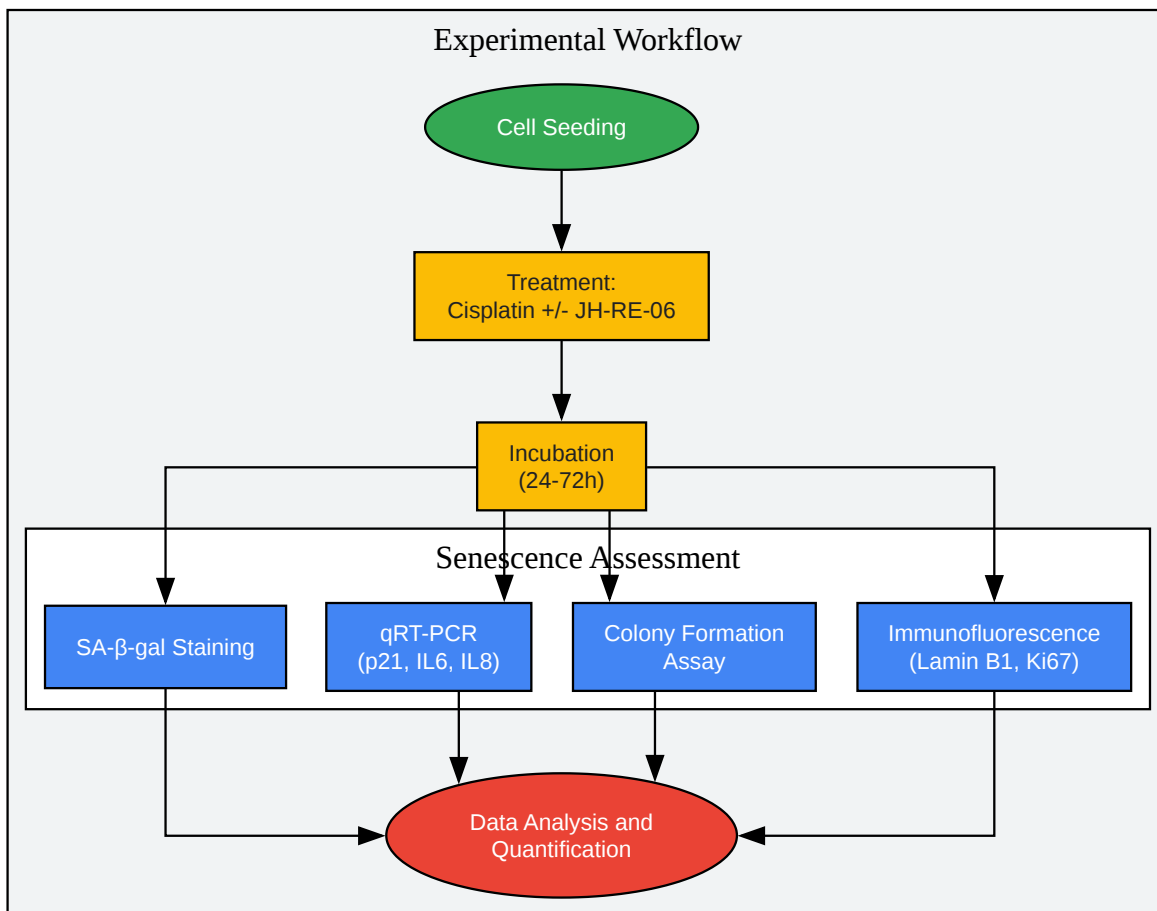 Experimental Workflow
Cell Seeding
Treatment:
Cisplatin +/- JH-RE-06
Incubation
(24-72h)
Senescence Assessment
SA-β-gal Staining
qRT-PCR
(p21, IL6, IL8)
Colony Formation
Assay
Immunofluorescence
(Lamin B1, Ki67)
Data Analysis and
Quantification